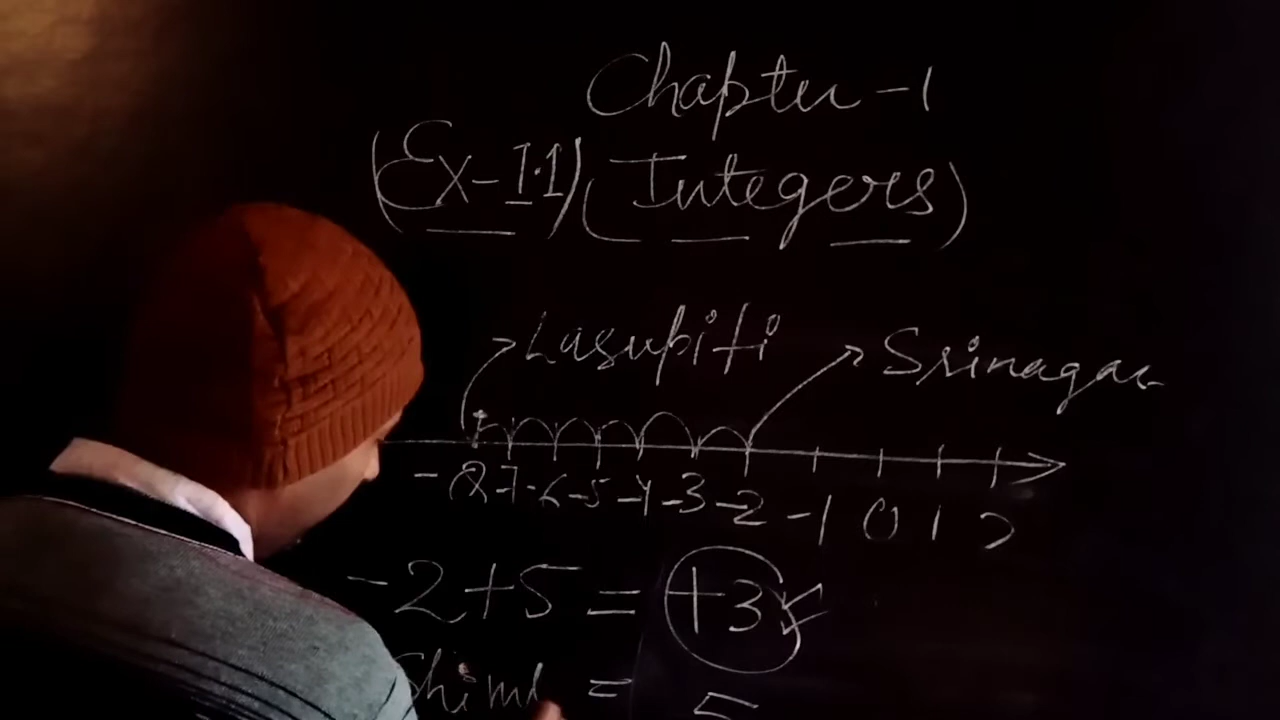 Chapter-1
(Ex-1.1) (Integers)
Lasupiti Srinagar
-8 -7 -6 -5 -4 -3 -2 -1 0 1 2
-2+5 = +3
= 5